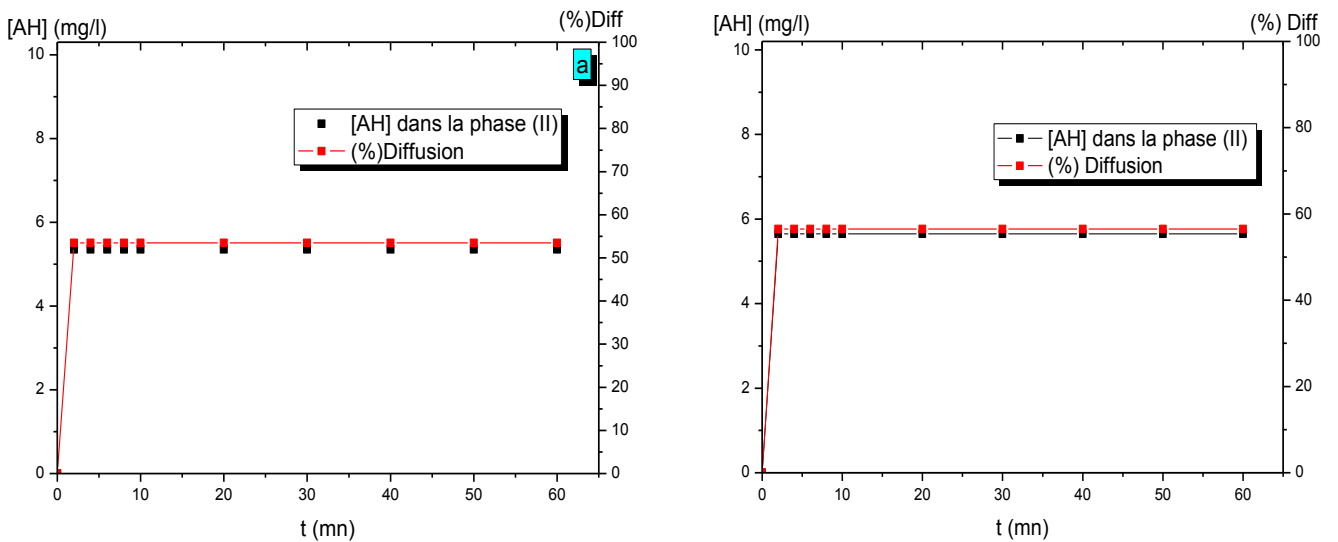 [AH] (mg/l)
(%)Diff
a
[AH] dans la phase (II)
(%)Diffusion
10
8
6
4
2
0
100
90
80
70
60
50
40
30
20
10
0
0 10 20 30 40 50 60
t (mn)
[AH] (mg/l)
(%) Diff
[AH] dans la phase (II)
(%) Diffusion
10
8
6
4
2
0
100
80
60
40
20
0
0 10 20 30 40 50 60
t (mn)